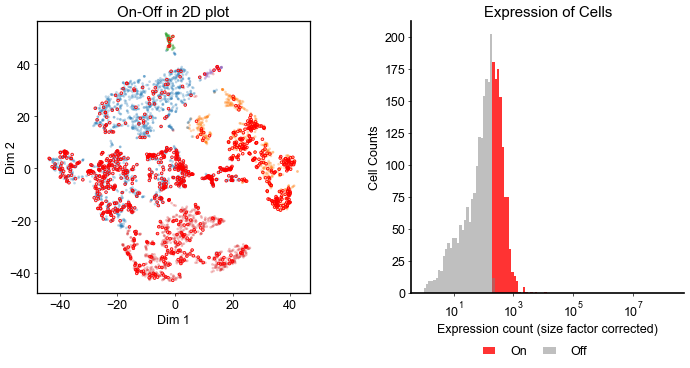 On-Off in 2D plot
40
20
0
−20
−40
Dim 2
−40 −20 0 20 40
Dim 1
Expression of Cells
200
175
150
125
100
75
50
25
0
Cell Counts
10^1 10^3 10^5 10^7
Expression count (size factor corrected)
On Off